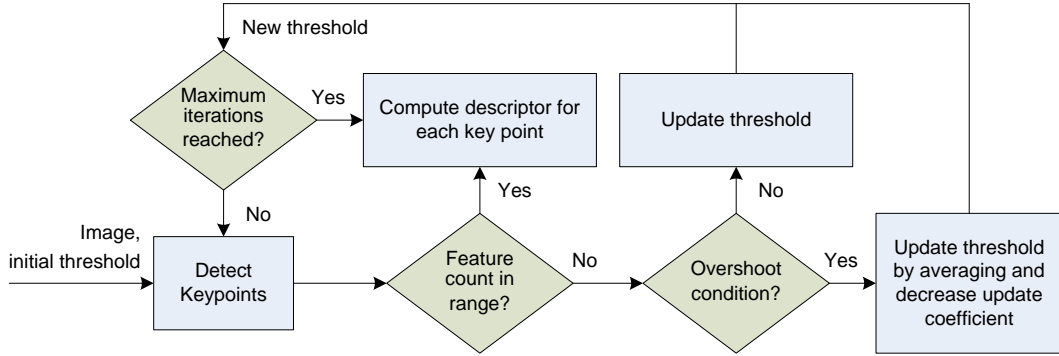 New threshold
Maximum
iterations
reached?
Yes
Compute descriptor for
each key point
Update threshold
Yes
No
No
Image,
initial threshold
Detect
Keypoints
Feature
count in
range?
No
Overshoot
condition?
Yes
Update threshold
by averaging and
decrease update
coefficient